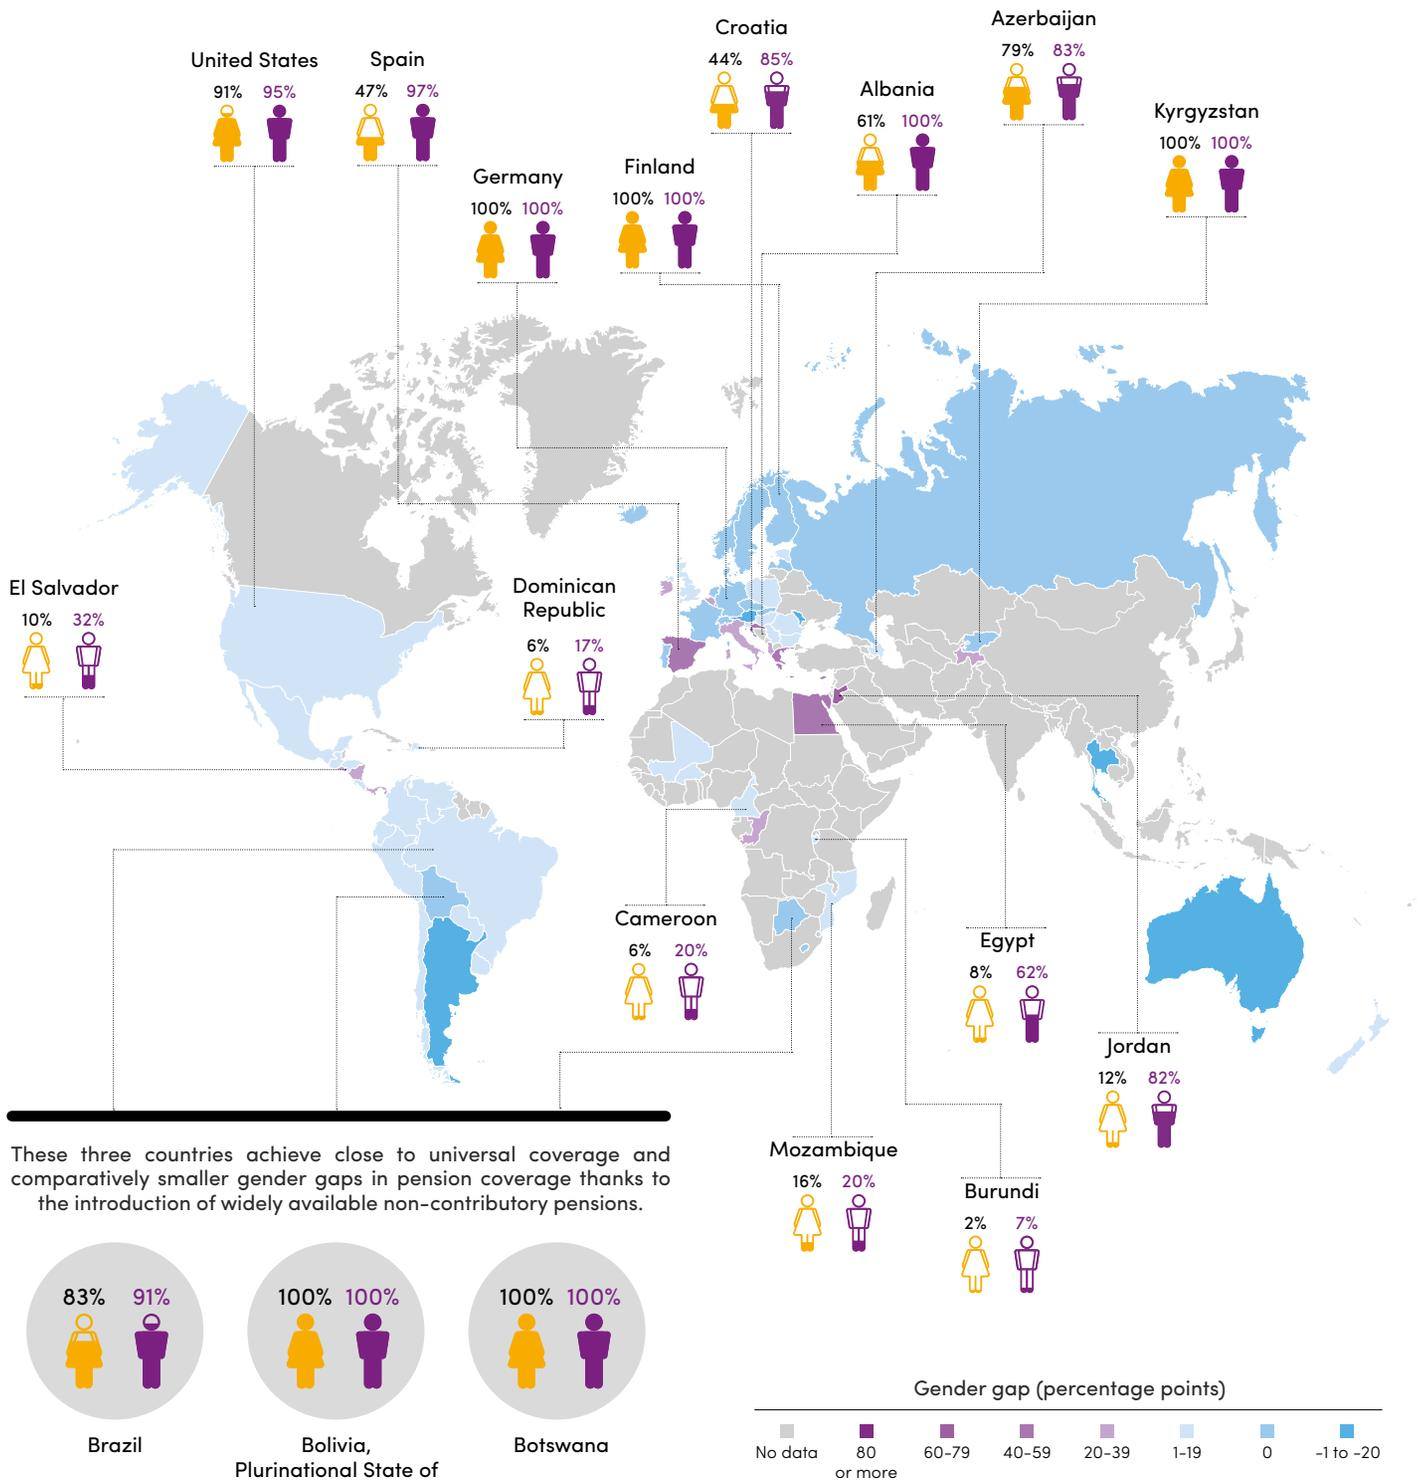 Croatia
44% 85%
Azerbaijan
79% 83%
United States
91% 95%
Spain
47% 97%
Albania
61% 100%
Kyrgyzstan
100% 100%
Germany
100% 100%
Finland
100% 100%
El Salvador
10% 32%
Dominican
Republic
6% 17%
Cameroon
6% 20%
Egypt
8% 62%
Jordan
12% 82%
Mozambique
16% 20%
Burundi
2% 7%
These three countries achieve close to universal coverage and
comparatively smaller gender gaps in pension coverage thanks to
the introduction of widely available non-contributory pensions.
83% 91%
Brazil
100% 100%
Bolivia,
Plurinational State of
100% 100%
Botswana
Gender gap (percentage points)
No data
80
or more
60-79
40-59
20-39
1-19
0
-1 to -20